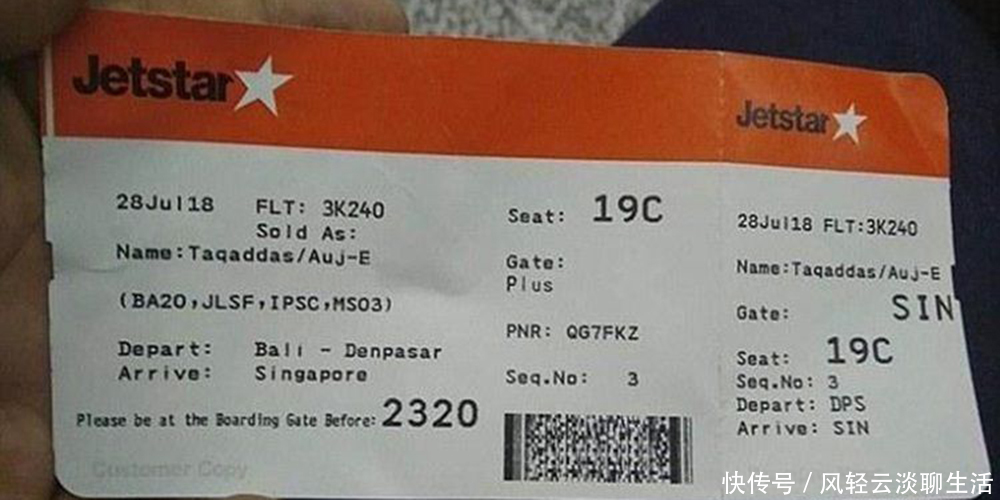 Jetstar
28Jul18 FLT: 3K240
Sold As:
Name:Taqaddas/Auj-E
(BA20,JLSF,IPSC,MS03)
Depart: Bali - Denpasar
Arrive: Singapore
Please be at the Boarding Gate Before: 2320
Customer Copy
Seat: 19C
Gate:
Plus
PNR: QG7FKZ
Seq.No: 3
Jetstar
28Jul18 FLT:3K240
Name:Taqaddas/Auj-E
Gate: SIN
Seat: 19C
Seq.No: 3
Depart: DPS
Arrive: SIN
快传号/风轻云淡聊生活